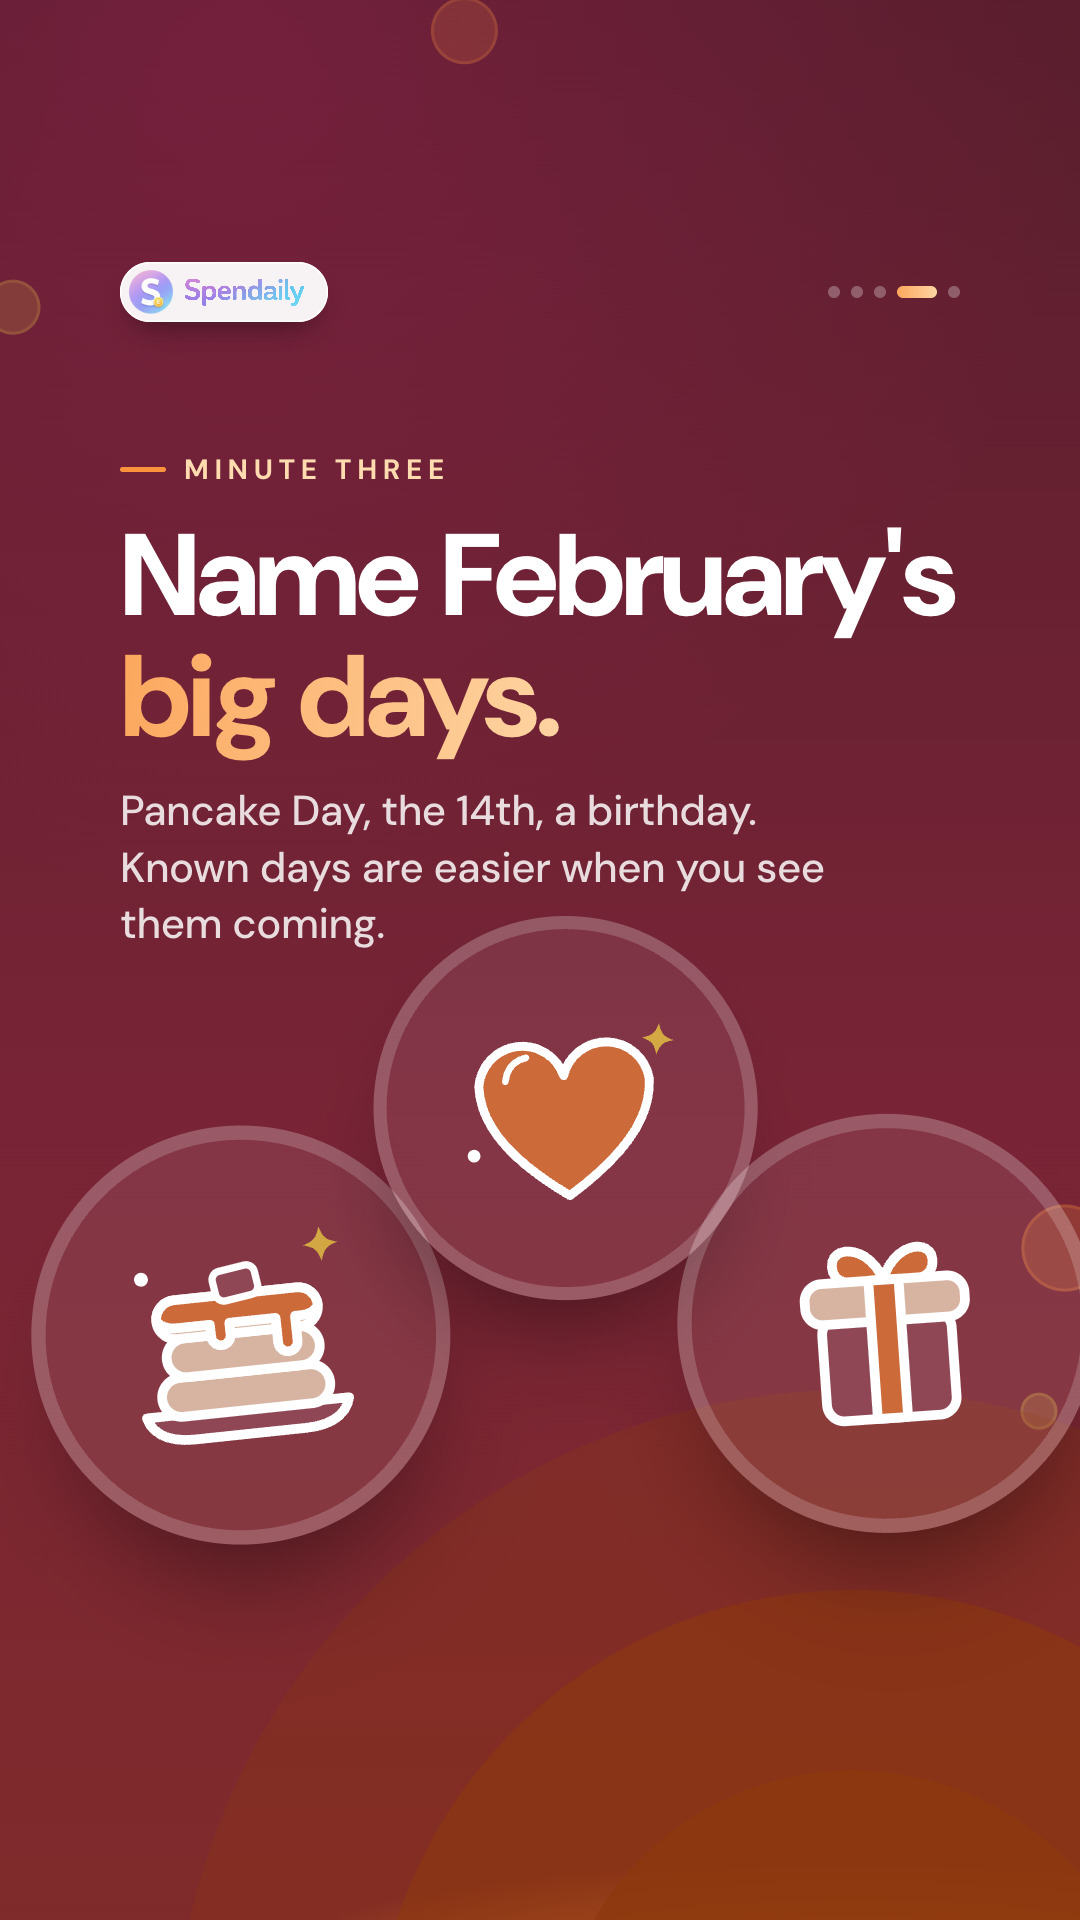 Spendaily
MINUTE THREE
Name February's
big days.
Pancake Day, the 14th, a birthday.
Known days are easier when you see
them coming.